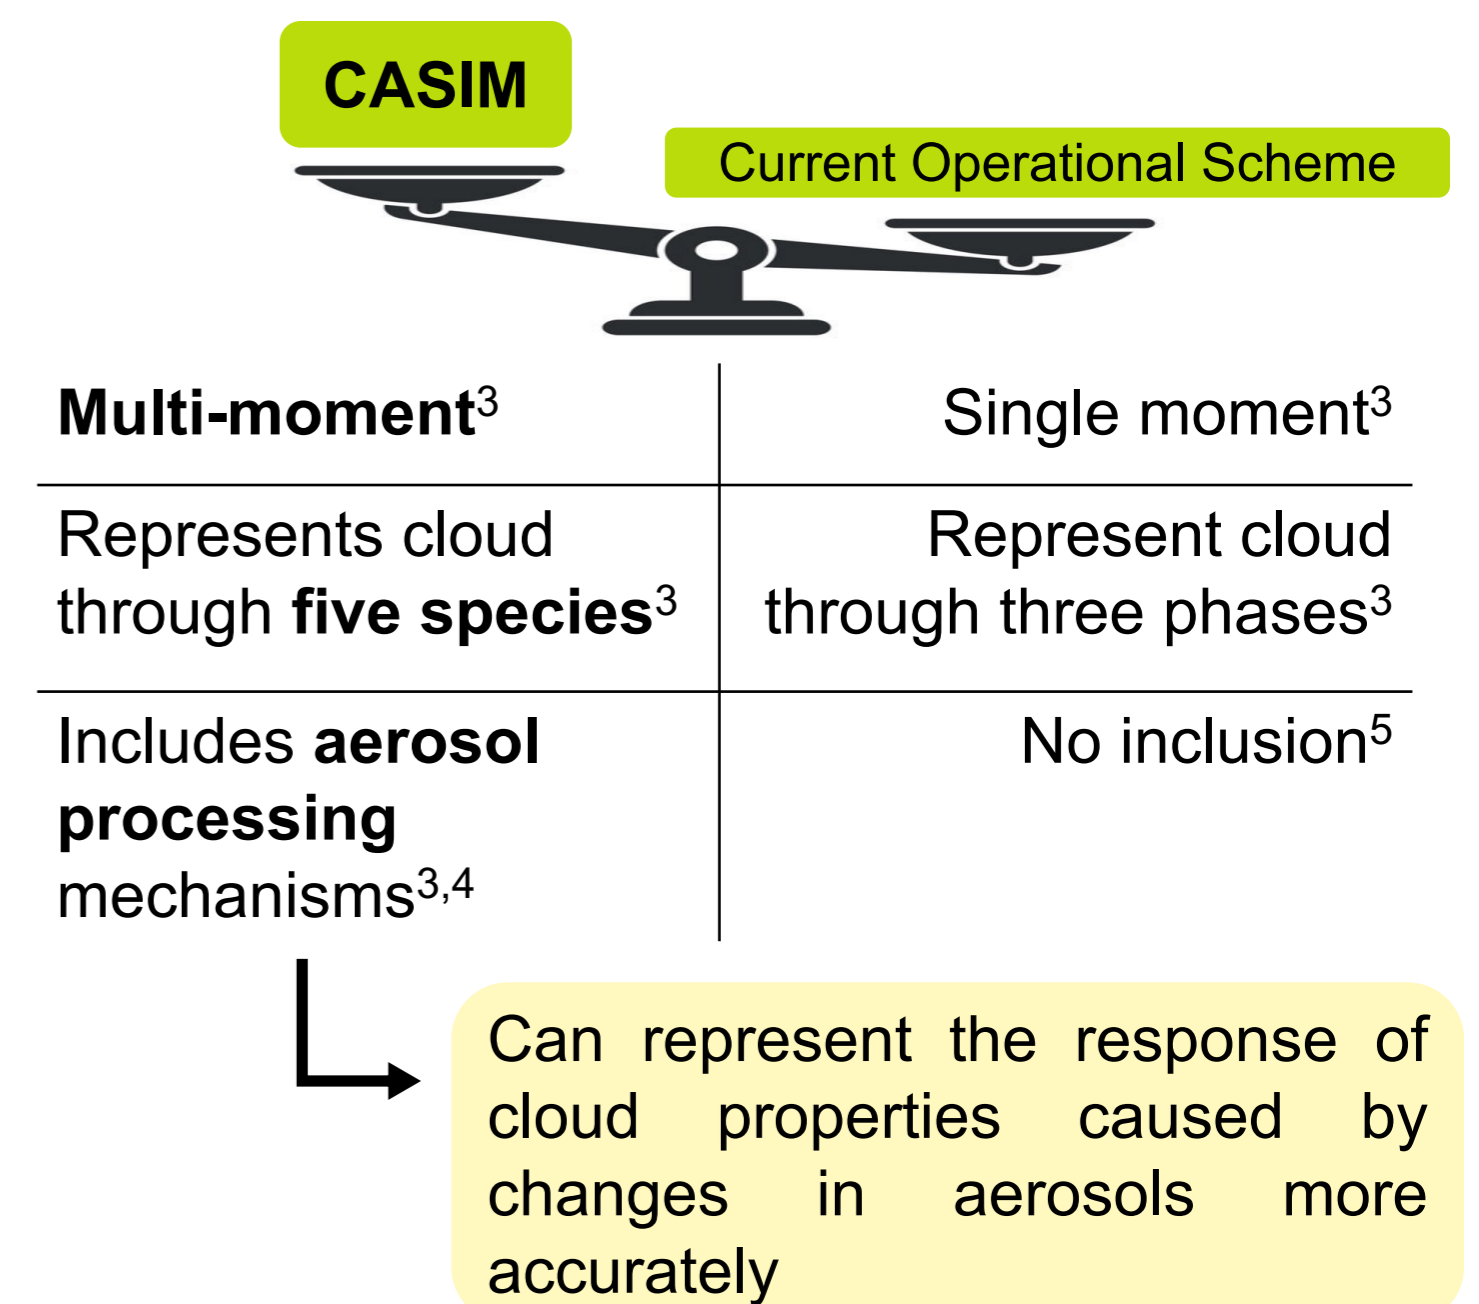 CASIM
Current Operational Scheme
Multi-moment³
Single moment³
Represents cloud
through five species³
Represent cloud
through three phases³
Includes aerosol
processing
mechanisms³,⁴
No inclusion⁵
Can represent the response of
cloud properties caused by
changes in aerosols more
accurately